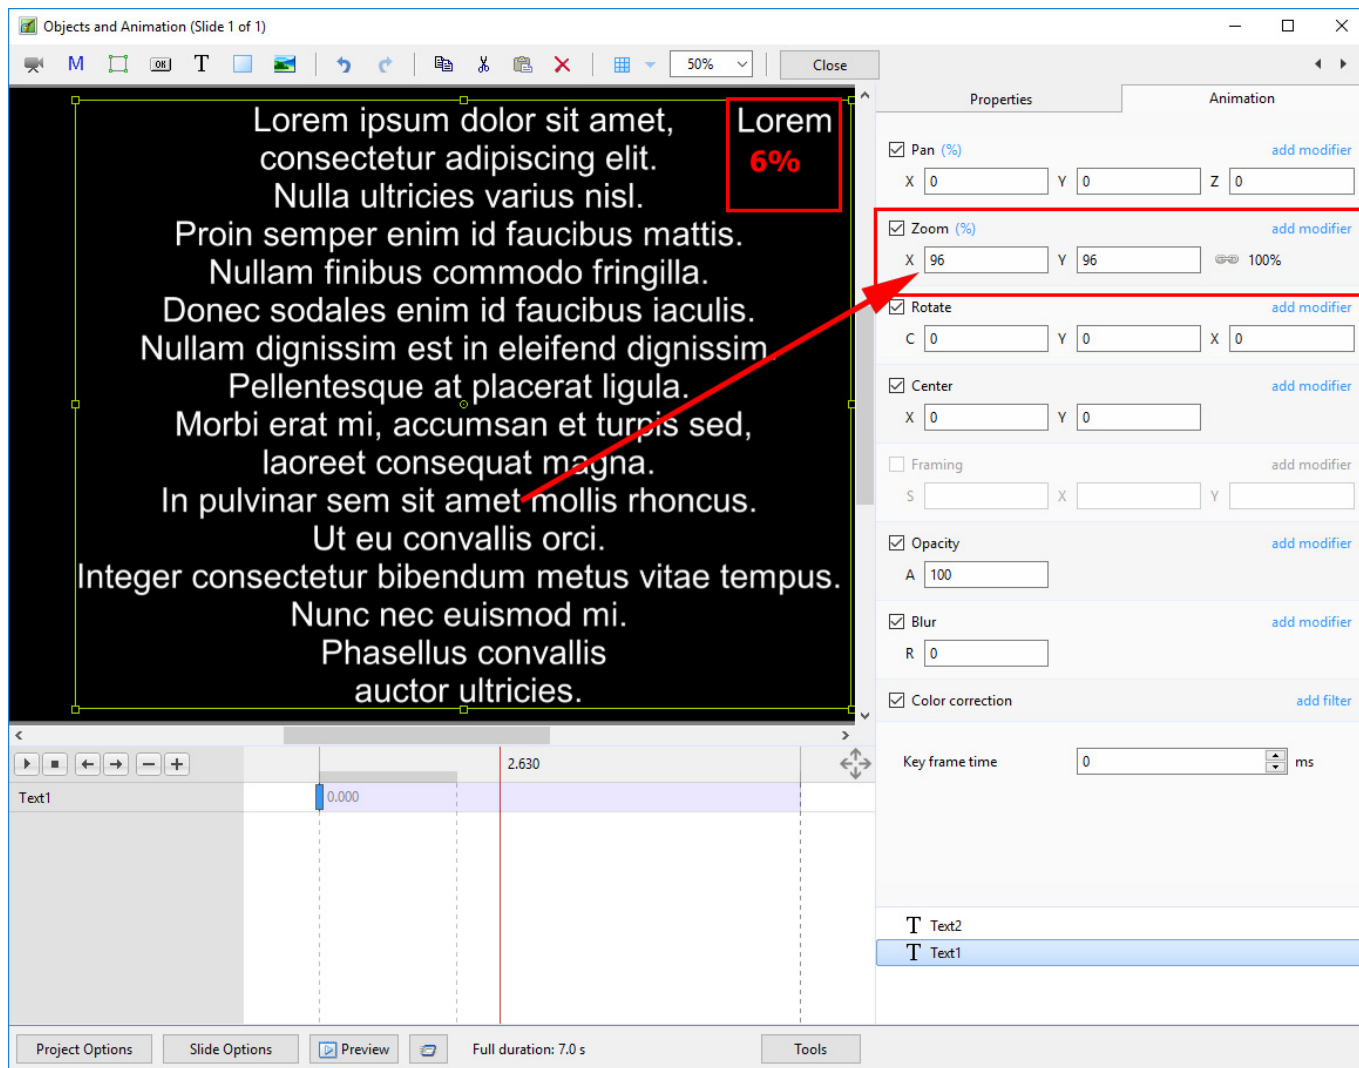 Objects and Animation (Slide 1 of 1)
M OK T 50% Close
Properties Animation
Lorem ipsum dolor sit amet,
consectetur adipiscing elit.
Nulla ultricies varius nisl.
Proin semper enim id faucibus mattis.
Nullam finibus commodo fringilla.
Donec sodales enim id faucibus iaculis.
Nullam dignissim est in eleifend dignissim.
Pellentesque at placerat ligula.
Morbi erat mi, accumsan et turpis sed,
laoreet consequat magna.
In pulvinar sem sit amet mollis rhoncus.
Ut eu convallis orci.
Integer consectetur bibendum metus vitae tempus.
Nunc nec euismod mi.
Phasellus convallis
auctor ultricies.
Lorem
6%
Pan (%) add modifier
X 0 Y 0 Z 0
Zoom (%) add modifier
X 96 Y 96 100%
Rotate add modifier
C 0 Y 0 X 0
Center add modifier
X 0 Y 0
Framing add modifier
S X Y
Opacity add modifier
A 100
Blur add modifier
R 0
Color correction add filter
Key frame time 0 ms
2.630
Text1 0.000
T Text2
T Text1
Project Options Slide Options Preview Full duration: 7.0 s Tools